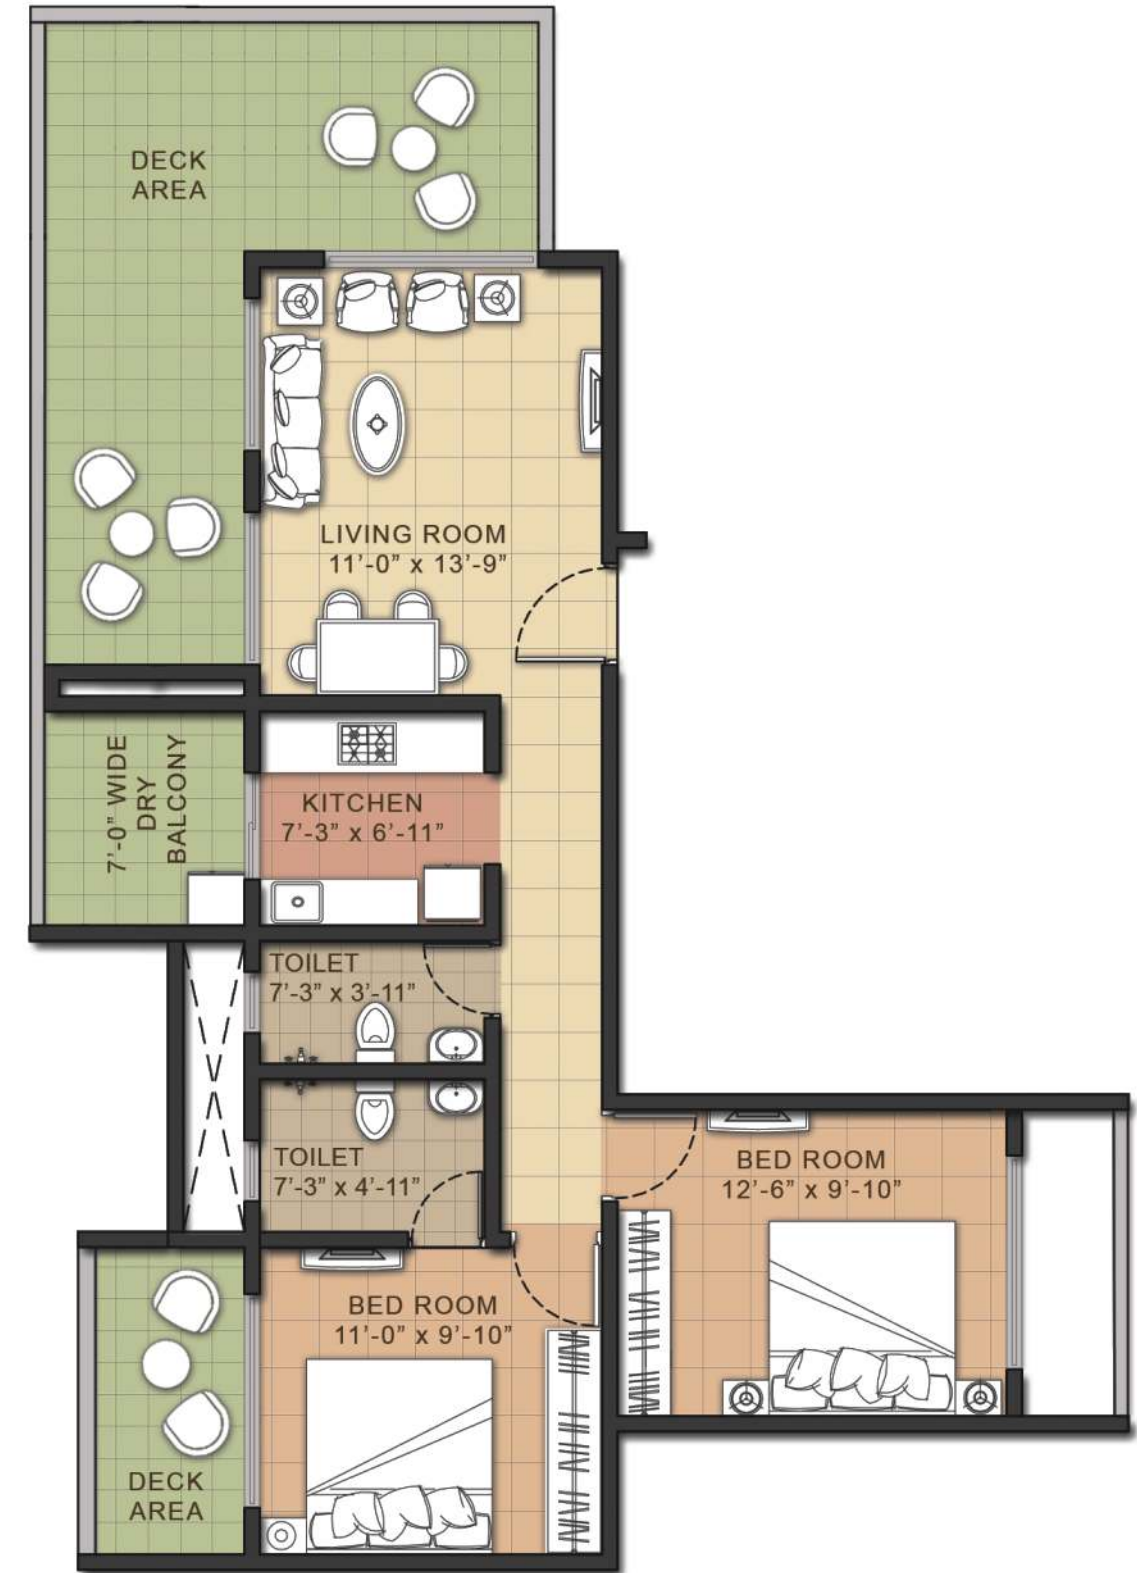 DECK
AREA
LIVING ROOM
11'-0" x 13'-9"
7'-0" WIDE
DRY
BALCONY
KITCHEN
7'-3" x 6'-11"
TOILET
7'-3" x 3'-11"
TOILET
7'-3" x 4'-11"
BED ROOM
12'-6" x 9'-10"
BED ROOM
11'-0" x 9'-10"
DECK
AREA